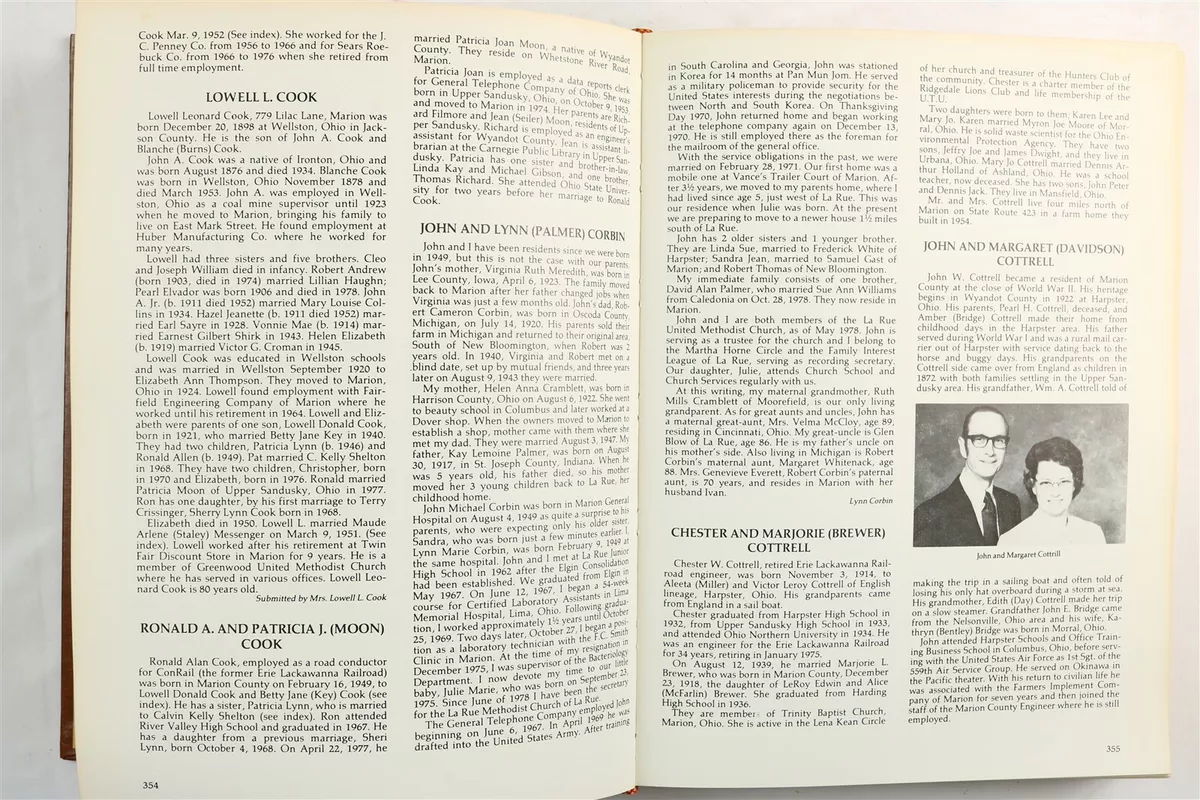 Cook Mar. 9, 1952 (See index). She worked for the J.
C. Penney Co. from 1956 to 1966 and for Sears Roe-
buck Co. from 1966 to 1976 when she retired from
full time employment.
LOWELL L. COOK
Lowell Leonard Cook, 779 Lilac Lane, Marion was
born December 20, 1898 at Wellston, Ohio in Jack-
son County. He is the son of John A. Cook and
Blanche (Burns) Cook.
John A. Cook was a native of Ironton, Ohio and
was born August 1876 and died 1934. Blanche Cook
was born in Wellston, Ohio November 1878 and
died March 1953. John A. was employed in Well-
ston, Ohio as a coal mine supervisor until 1923
when he moved to Marion, bringing his family to
live on East Mark Street. He found employment at
Huber Manufacturing Co. where he worked for
many years.
Lowell had three sisters and five brothers. Cleo
and Joseph William died in infancy. Robert Andrew
(born 1903, died in 1974) married Lillian Haughn;
Pearl Elvador was born 1906 and died in 1978. John
A. Jr. (b. 1911 died 1952) married Mary Louise Col-
lins in 1934. Hazel Jeanette (b. 1911 died 1952) mar-
ried Earl Sayre in 1928. Vonnie Mae (b. 1914) mar-
ried Earnest Gilbert Shirk in 1943. Helen Elizabeth
(b. 1919) married Victor G. Croman in 1945.
Lowell Cook was educated in Wellston schools
and was married in Wellston September 1920 to
Elizabeth Ann Thompson. They moved to Marion,
Ohio in 1924. Lowell found employment with Fair-
field Engineering Company of Marion where he
worked until his retirement in 1964. Lowell and Eliz-
abeth were parents of one son, Lowell Donald Cook,
born in 1921, who married Betty Jane Key in 1940.
They had two children, Patricia Lynn (b. 1946) and
Ronald Allen (b. 1949). Pat married C. Kelly Shelton
in 1968. They have two children, Christopher, born
in 1970 and Elizabeth, born in 1976. Ronald married
Patricia Moon of Upper Sandusky, Ohio in 1977.
Ron has one daughter, by his first marriage to Terry
Crissinger, Sherry Lynn Cook born in 1968.
Elizabeth died in 1950. Lowell L. married Maude
Arlene (Staley) Messenger on March 9, 1951. (See
index). Lowell worked after his retirement at Twin
Fair Discount Store in Marion for 9 years. He is a
member of Greenwood United Methodist Church
where he has served in various offices. Lowell Leo-
nard Cook is 80 years old.
Submitted by Mrs. Lowell L. Cook
RONALD A. AND PATRICIA J. (MOON)
COOK
Ronald Alan Cook, employed as a road conductor
for ConRail (the former Erie Lackawanna Railroad)
was born in Marion County on February 16, 1949, to
Lowell Donald Cook and Betty Jane (Key) Cook (see
index). He has a sister, Patricia Lynn, who is married
to Calvin Kelly Shelton (see index). Ron attended
River Valley High School and graduated in 1967. He
has a daughter from a previous marriage, Sheri
Lynn, born October 4, 1968. On April 22, 1977, he
354
married Patricia Joan Moon, a native of Wyandot
County. They reside on Whetstone River Road,
Marion.
Patricia Joan is employed as a data reports clerk
for General Telephone Company of Ohio. She was
born in Upper Sandusky, Ohio, on October 9, 1953
and moved to Marion in 1974. Her parents are Rich-
ard Filmore and Jean (Seiler) Moon, residents of Up-
per Sandusky. Richard is employed as an engineer's
assistant for Wyandot County. Jean is assistant li-
brarian at the Carnegie Public Library in Upper San-
dusky. Patricia has one sister and brother-in-law,
Linda Kay and Michael Gibson, and one brother,
Thomas Richard. She attended Ohio State Univer-
sity for two years before her marriage to Ronald
Cook.
JOHN AND LYNN (PALMER) CORBIN
John and I have been residents since we were born
in 1949, but this is not the case with our parents.
John's mother, Virginia Ruth Meredith, was born in
Lee County, Iowa, April 6, 1923. The family moved
back to Marion after her father changed jobs when
Virginia was just a few months old. John's dad, Rob-
ert Cameron Corbin, was born in Oscoda County,
Michigan, on July 14, 1920. His parents sold their
farm in Michigan and returned to their original area,
South of New Bloomington, when Robert was 2
years old. In 1940, Virginia and Robert met on a
blind date, set up by mutual friends, and three years
later on August 9, 1943 they were married.
My mother, Helen Anna Cramblett, was born in
Harrison County, Ohio on August 6, 1922. She went
to beauty school in Columbus and later worked at a
Dover shop. When the owners moved to Marion to
establish a shop, mother came with them where she
met my dad. They were married August 3, 1947. My
father, Kay Lemoine Palmer, was born on August
30, 1917, in St. Joseph County, Indiana. When he
was 5 years old, his father died, so his mother
moved her 3 young children back to La Rue, her
childhood home.
John Michael Corbin was born in Marion General
Hospital on August 4, 1949 as quite a surprise to his
parents, who were expecting only his older sister,
Sandra, who was born just a few minutes earlier. I,
Lynn Marie Corbin, was born February 9, 1949 at
the same hospital. John and I met at La Rue Junior
High School in 1962 after the Elgin Consolidation
had been established. We graduated from Elgin in
May 1967. On June 12, 1967, I began a 54-week
course for Certified Laboratory Assistants in Lima
Memorial Hospital, Lima, Ohio. Following gradua-
tion, I worked approximately 1½ years until October
25, 1969. Two days later, October 27, I began a posi-
tion as a laboratory technician with the F.C. Smith
Clinic in Marion. At the time of my resignation in
December 1975, I was supervisor of the Bacteriology
Department. I now devote my time to our little
baby, Julie Marie, who was born on September 23,
1975. Since June of 1978 I have been the secretary
for the La Rue Methodist Church of La Rue.
The General Telephone Company employed John
beginning on June 6, 1967. In April 1969 he was
drafted into the United States Army. After training
in South Carolina and Georgia, John was stationed
in Korea for 14 months at Pan Mun Jom. He served
as a military policeman to provide security for the
United States interests during the negotiations be-
tween North and South Korea. On Thanksgiving
Day 1970, John returned home and began working
at the telephone company again on December 13,
1970. He is still employed there as the foreman for
the mailroom of the general office.
With the service obligations in the past, we were
married on February 28, 1971. Our first home was a
mobile one at Vance's Trailer Court of Marion. Af-
ter 3½ years, we moved to my parents home, where I
had lived since age 5, just west of La Rue. This was
our residence when Julie was born. At the present
we are preparing to move to a newer house 1½ miles
south of La Rue.
John has 2 older sisters and 1 younger brother.
They are Linda Sue, married to Frederick White of
Harpster; Sandra Jean, married to Samuel Gast of
Marion; and Robert Thomas of New Bloomington.
My immediate family consists of one brother,
David Alan Palmer, who married Sue Ann Williams
from Caledonia on Oct. 28, 1978. They now reside in
Marion.
John and I are both members of the La Rue
United Methodist Church, as of May 1978. John is
serving as a trustee for the church and I belong to
the Martha Horne Circle and the Family Interest
League of La Rue, serving as recording secretary.
Our daughter, Julie, attends Church School and
Church Services regularly with us.
At this writing, my maternal grandmother, Ruth
Mills Cramblett of Moorefield, is our only living
grandparent. As for great aunts and uncles, John has
a maternal great-aunt, Mrs. Velma McCloy, age 89,
residing in Cincinnati, Ohio. My great-uncle is Glen
Blow of La Rue, age 86. He is my father's uncle on
his mother's side. Also living in Michigan is Robert
Corbin's maternal aunt, Margaret Whitenack, age
88. Mrs. Genevieve Everett, Robert Corbin's paternal
aunt, is 70 years, and resides in Marion with her
husband Ivan.
Lynn Corbin
CHESTER AND MARJORIE (BREWER)
COTTRELL
Chester W. Cottrell, retired Erie Lackawanna Rail-
road engineer, was born November 3, 1914, to
Aleeta (Miller) and Victor Leroy Cottrell of English
lineage, Harpster, Ohio. His grandparents came
from England in a sail boat.
Chester graduated from Harpster High School in
1932, from Upper Sandusky High School in 1933,
and attended Ohio Northern University in 1934. He
was an engineer for the Erie Lackawanna Railroad
for 34 years, retiring in January 1975.
On August 12, 1939, he married Marjorie L.
Brewer, who was born in Marion County, December
23, 1918, the daughter of LeRoy Edwin and Alice
(McFarlin) Brewer. She graduated from Harding
High School in 1936.
They are members of Trinity Baptist Church,
Marion, Ohio. She is active in the Lena Kean Circle
of her church and treasurer of the Hunters Club of
the community. Chester is a charter member of the
Ridgedale Lions Club and life membership of the
U.T.U.
Two daughters were born to them; Karen Lee and
Mary Jo. Karen married Myron Joe Moore of Mor-
ral, Ohio. He is solid waste scientist for the Ohio En-
vironmental Protection Agency. They have two
sons, Jeffry Joe and James Dwight, and they live in
Urbana, Ohio. Mary Jo Cottrell married Dennis Ar-
thur Holland of Ashland, Ohio. He was a school
teacher, now deceased. She has two sons, John Peter
and Dennis Jack. They live in Mansfield, Ohio.
Mr. and Mrs. Cottrell live four miles north of
Marion on State Route 423 in a farm home they
built in 1954.
JOHN AND MARGARET (DAVIDSON)
COTTRELL
John W. Cottrell became a resident of Marion
County at the close of World War II. His heritage
begins in Wyandot County in 1922 at Harpster,
Ohio. His parents, Pearl H. Cottrell, deceased, and
Amber (Bridge) Cottrell made their home from
childhood days in the Harpster area. His father
served during World War I and was a rural mail car-
rier out of Harpster with service dating back to the
horse and buggy days. His grandparents on the
Cottrell side came over from England as children in
1872 with both families settling in the Upper San-
dusky area. His grandfather, Wm. A. Cottrell told of
John and Margaret Cottrill
making the trip in a sailing boat and often told of
losing his only hat overboard during a storm at sea.
His grandmother, Edith (Day) Cottrell made her trip
on a slow steamer. Grandfather John E. Bridge came
from the Nelsonville, Ohio area and his wife, Ka-
thryn (Bentley) Bridge was born in Morral, Ohio.
John attended Harpster Schools and Office Train-
ing Business School in Columbus, Ohio, before serv-
ing with the United States Air Force as 1st Sgt. of the
559th Air Service Group. He served on Okinawa in
the Pacific theater. With his return to civilian life he
was associated with the Farmers Implement Com-
pany of Marion for seven years and then joined the
staff of the Marion County Engineer where he is still
employed.
355